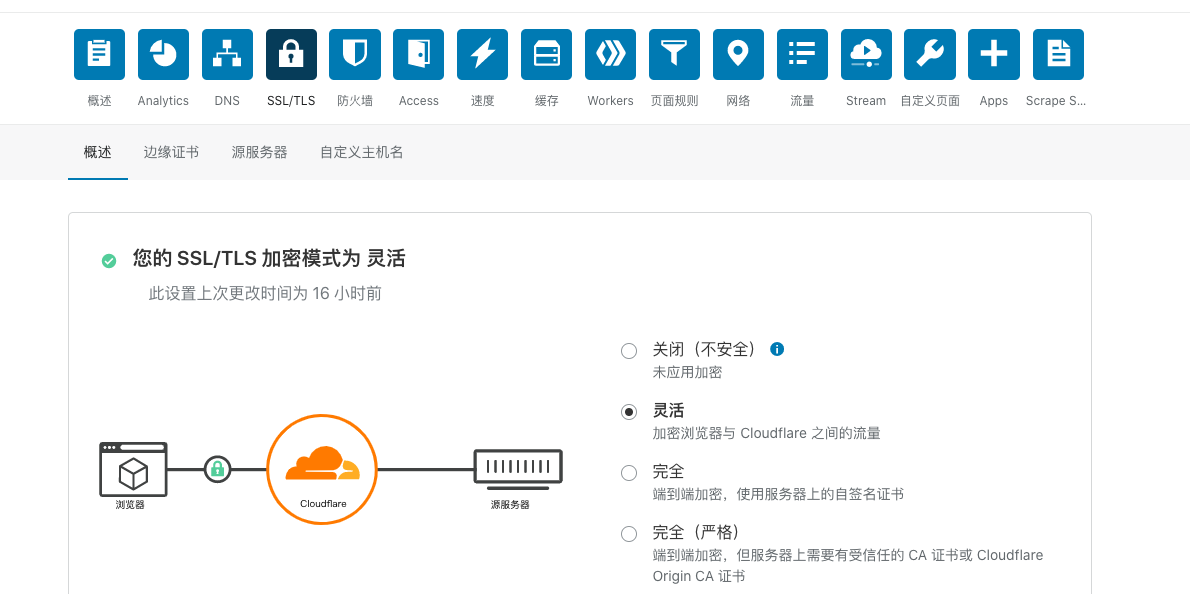 概述
Analytics
DNS
SSL/TLS
防火墙
Access
速度
缓存
Workers
页面规则
网络
流量
Stream
自定义页面
Apps
Scrape S...
概述
边缘证书
源服务器
自定义主机名
您的 SSL/TLS 加密模式为 灵活
此设置上次更改时间为 16 小时前
关闭（不安全）
未应用加密
灵活
加密浏览器与 Cloudflare 之间的流量
完全
端到端加密，使用服务器上的自签名证书
完全（严格）
端到端加密，但服务器上需要有受信任的 CA 证书或 Cloudflare
Origin CA 证书
浏览器
Cloudflare
源服务器